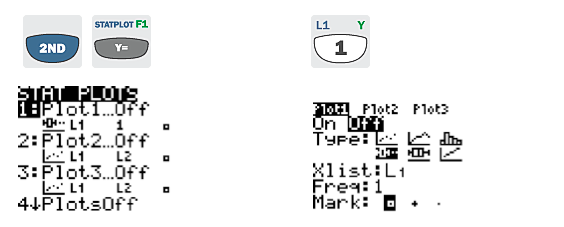 STATPLOT F1
2ND Y=
STAT PLOTS
1:Plot1…Off
L1 1
2:Plot2…Off
L1 L2
3:Plot3…Off
L1 L2
4↓PlotsOff
L1 Y
1
Plot1 Plot2 Plot3
On Off
Type:
Xlist:L1
Freq:1
Mark: